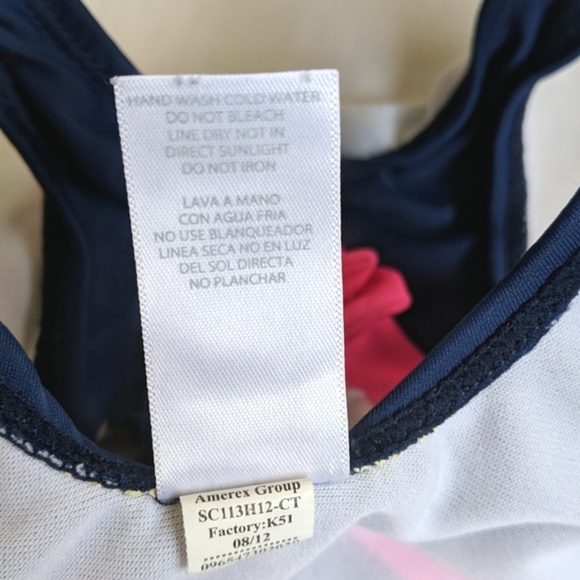 HAND WASH COLD WATER
DO NOT BLEACH
LINE DRY NOT IN
DIRECT SUNLIGHT
DO NOT IRON
LAVA A MANO
CON AGUA FRIA
NO USE BLANQUEADOR
LINEA SECA NO EN LUZ
DEL SOL DIRECTA
NO PLANCHAR
Amerex Group
SC113H12-CT
Factory:K51
08/12